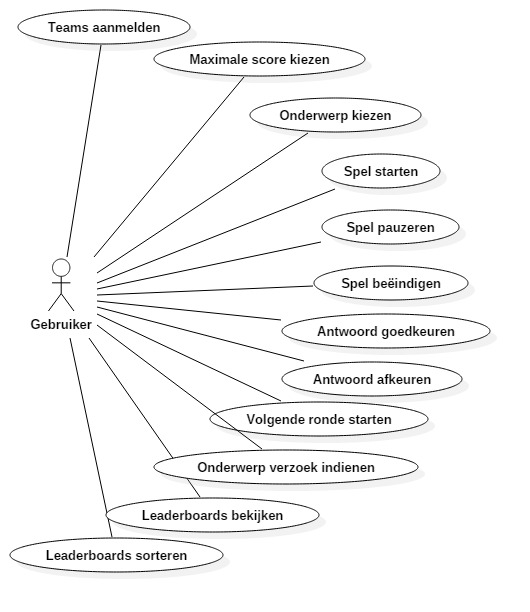 Teams aanmelden
Maximale score kiezen
Onderwerp kiezen
Spel starten
Spel pauzeren
Spel beëindigen
Gebruiker
Antwoord goedkeuren
Antwoord afkeuren
Volgende ronde starten
Onderwerp verzoek indienen
Leaderboards bekijken
Leaderboards sorteren